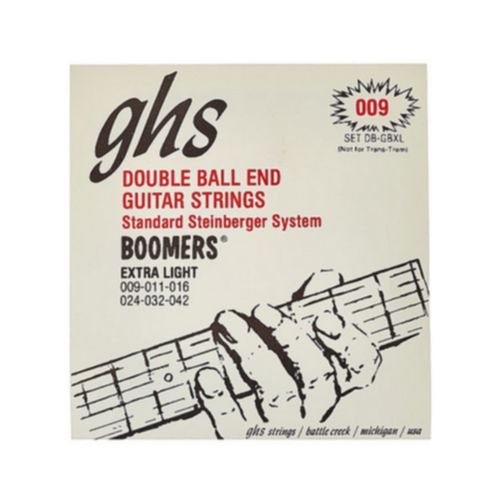 ghs
009
SET DB-GBXL
(Not for Trans-Trem)
DOUBLE BALL END
GUITAR STRINGS
Standard Steinberger System
BOOMERS®
EXTRA LIGHT
009-011-016
024-032-042
ghs strings / battle creek / michigan / usa